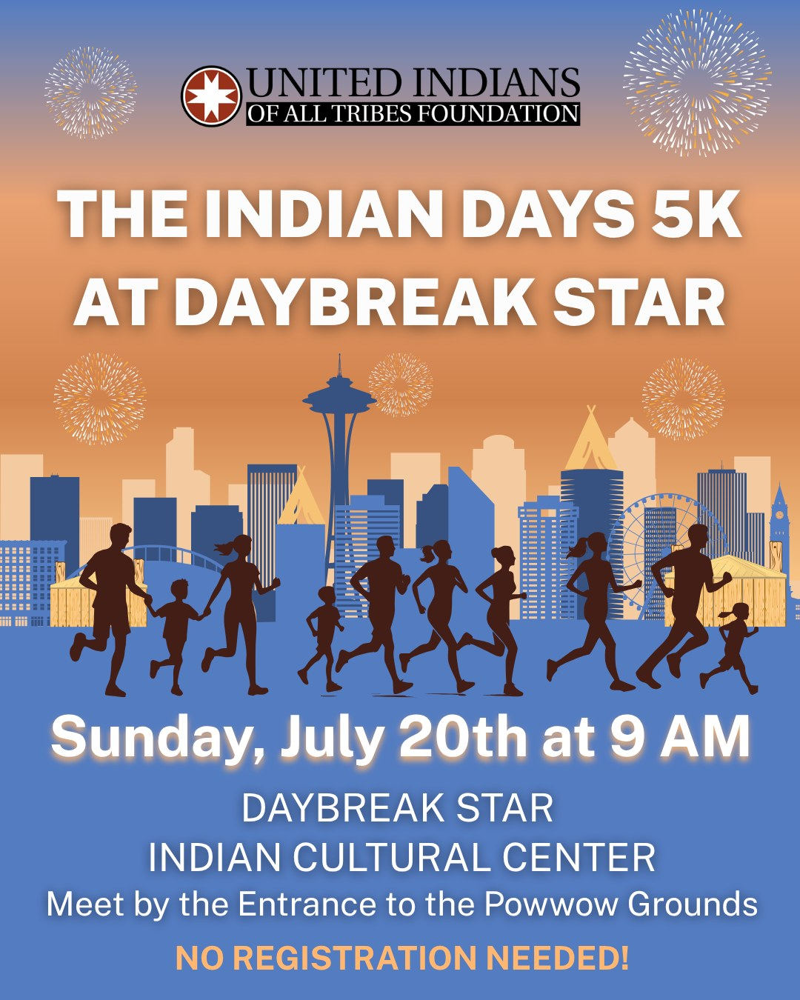 UNITED INDIANS
OF ALL TRIBES FOUNDATION
THE INDIAN DAYS 5K
AT DAYBREAK STAR
Sunday, July 20th at 9 AM
DAYBREAK STAR
INDIAN CULTURAL CENTER
Meet by the Entrance to the Powwow Grounds
NO REGISTRATION NEEDED!